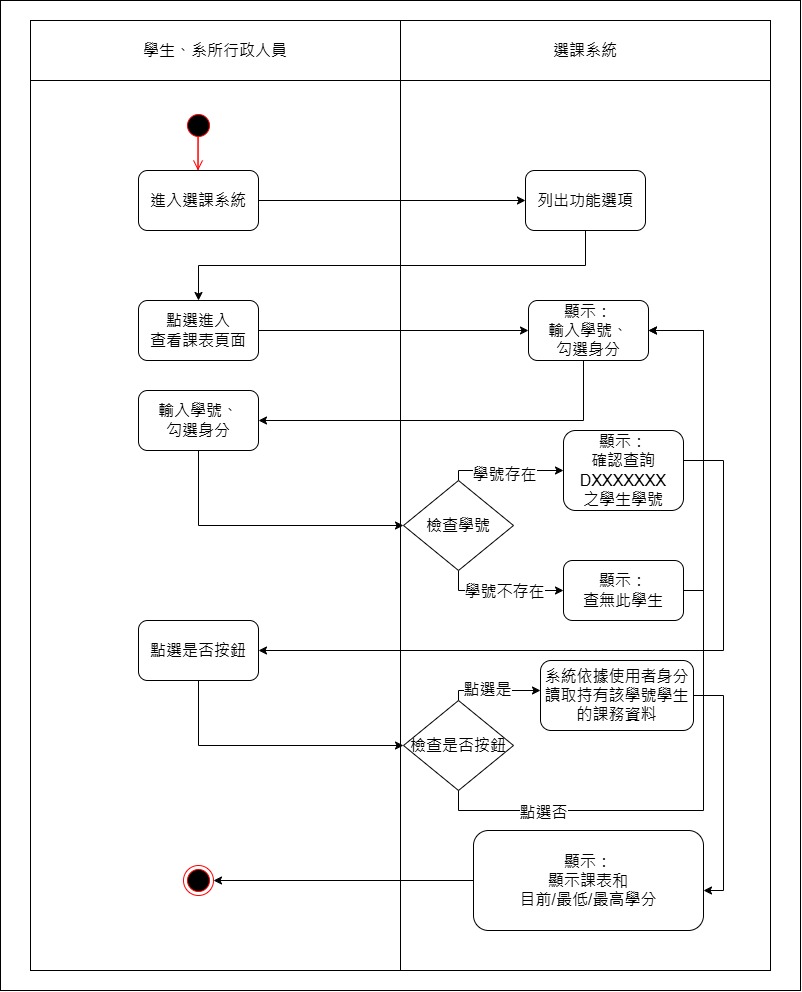 學生、系所行政人員
選課系統
進入選課系統
列出功能選項
點選進入
查看課表頁面
顯示：
輸入學號、
勾選身分
輸入學號、
勾選身分
學號存在
顯示：
確認查詢
DXXXXXXX
之學生學號
檢查學號
學號不存在
顯示：
查無此學生
點選是否按鈕
點選是
系統依據使用者身分
讀取持有該學號學生
的課務資料
檢查是否按鈕
點選否
顯示：
顯示課表和
目前/最低/最高學分